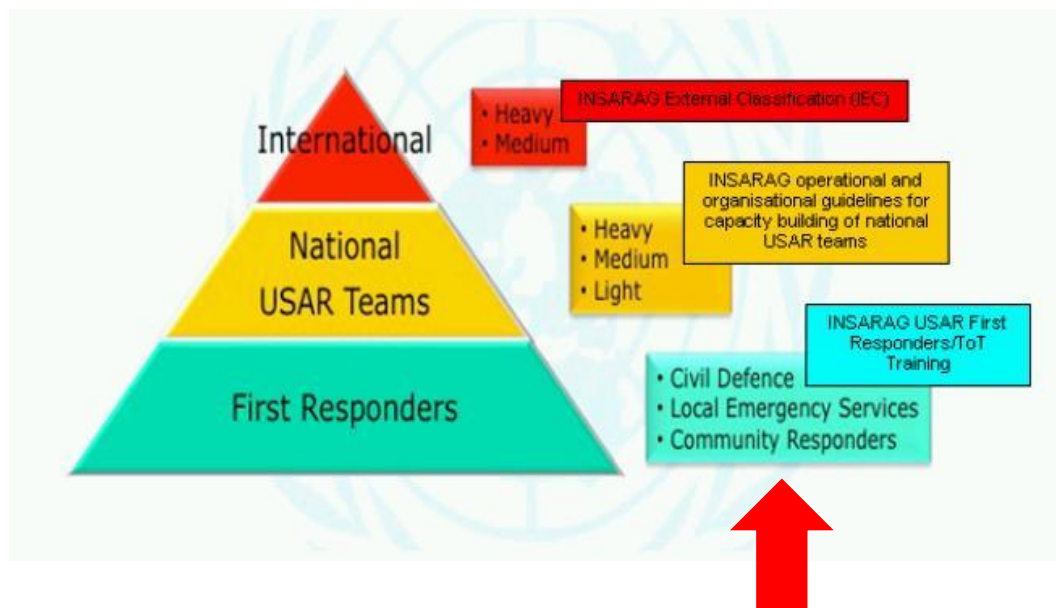 International
• Heavy
• Medium
INSARAG External Classification (IEC)
National
USAR Teams
• Heavy
• Medium
• Light
INSARAG operational and
organisational guidelines for
capacity building of national
USAR teams
First Responders
• Civil Defence
• Local Emergency Services
• Community Responders
INSARAG USAR First
Responders/ToT
Training